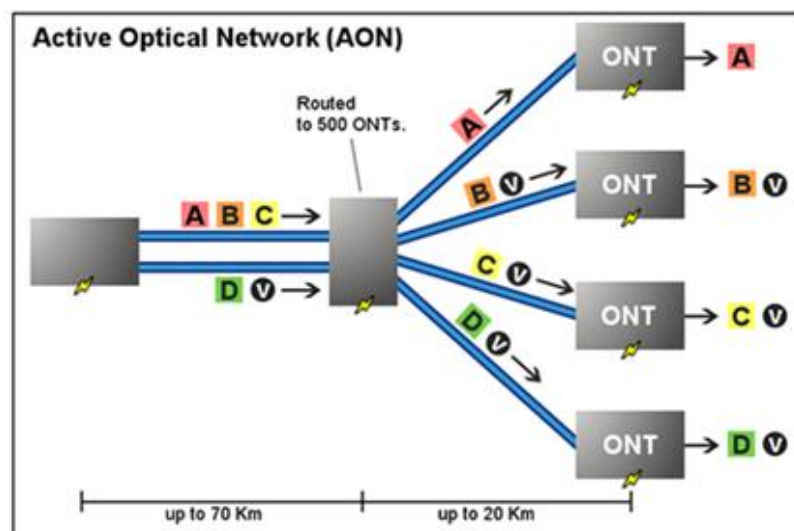 Active Optical Network (AON)
Routed
to 500 ONTs.
A B C
D V
A
B V
C V
D V
ONT
A
ONT
B V
ONT
C V
ONT
D V
up to 70 Km
up to 20 Km